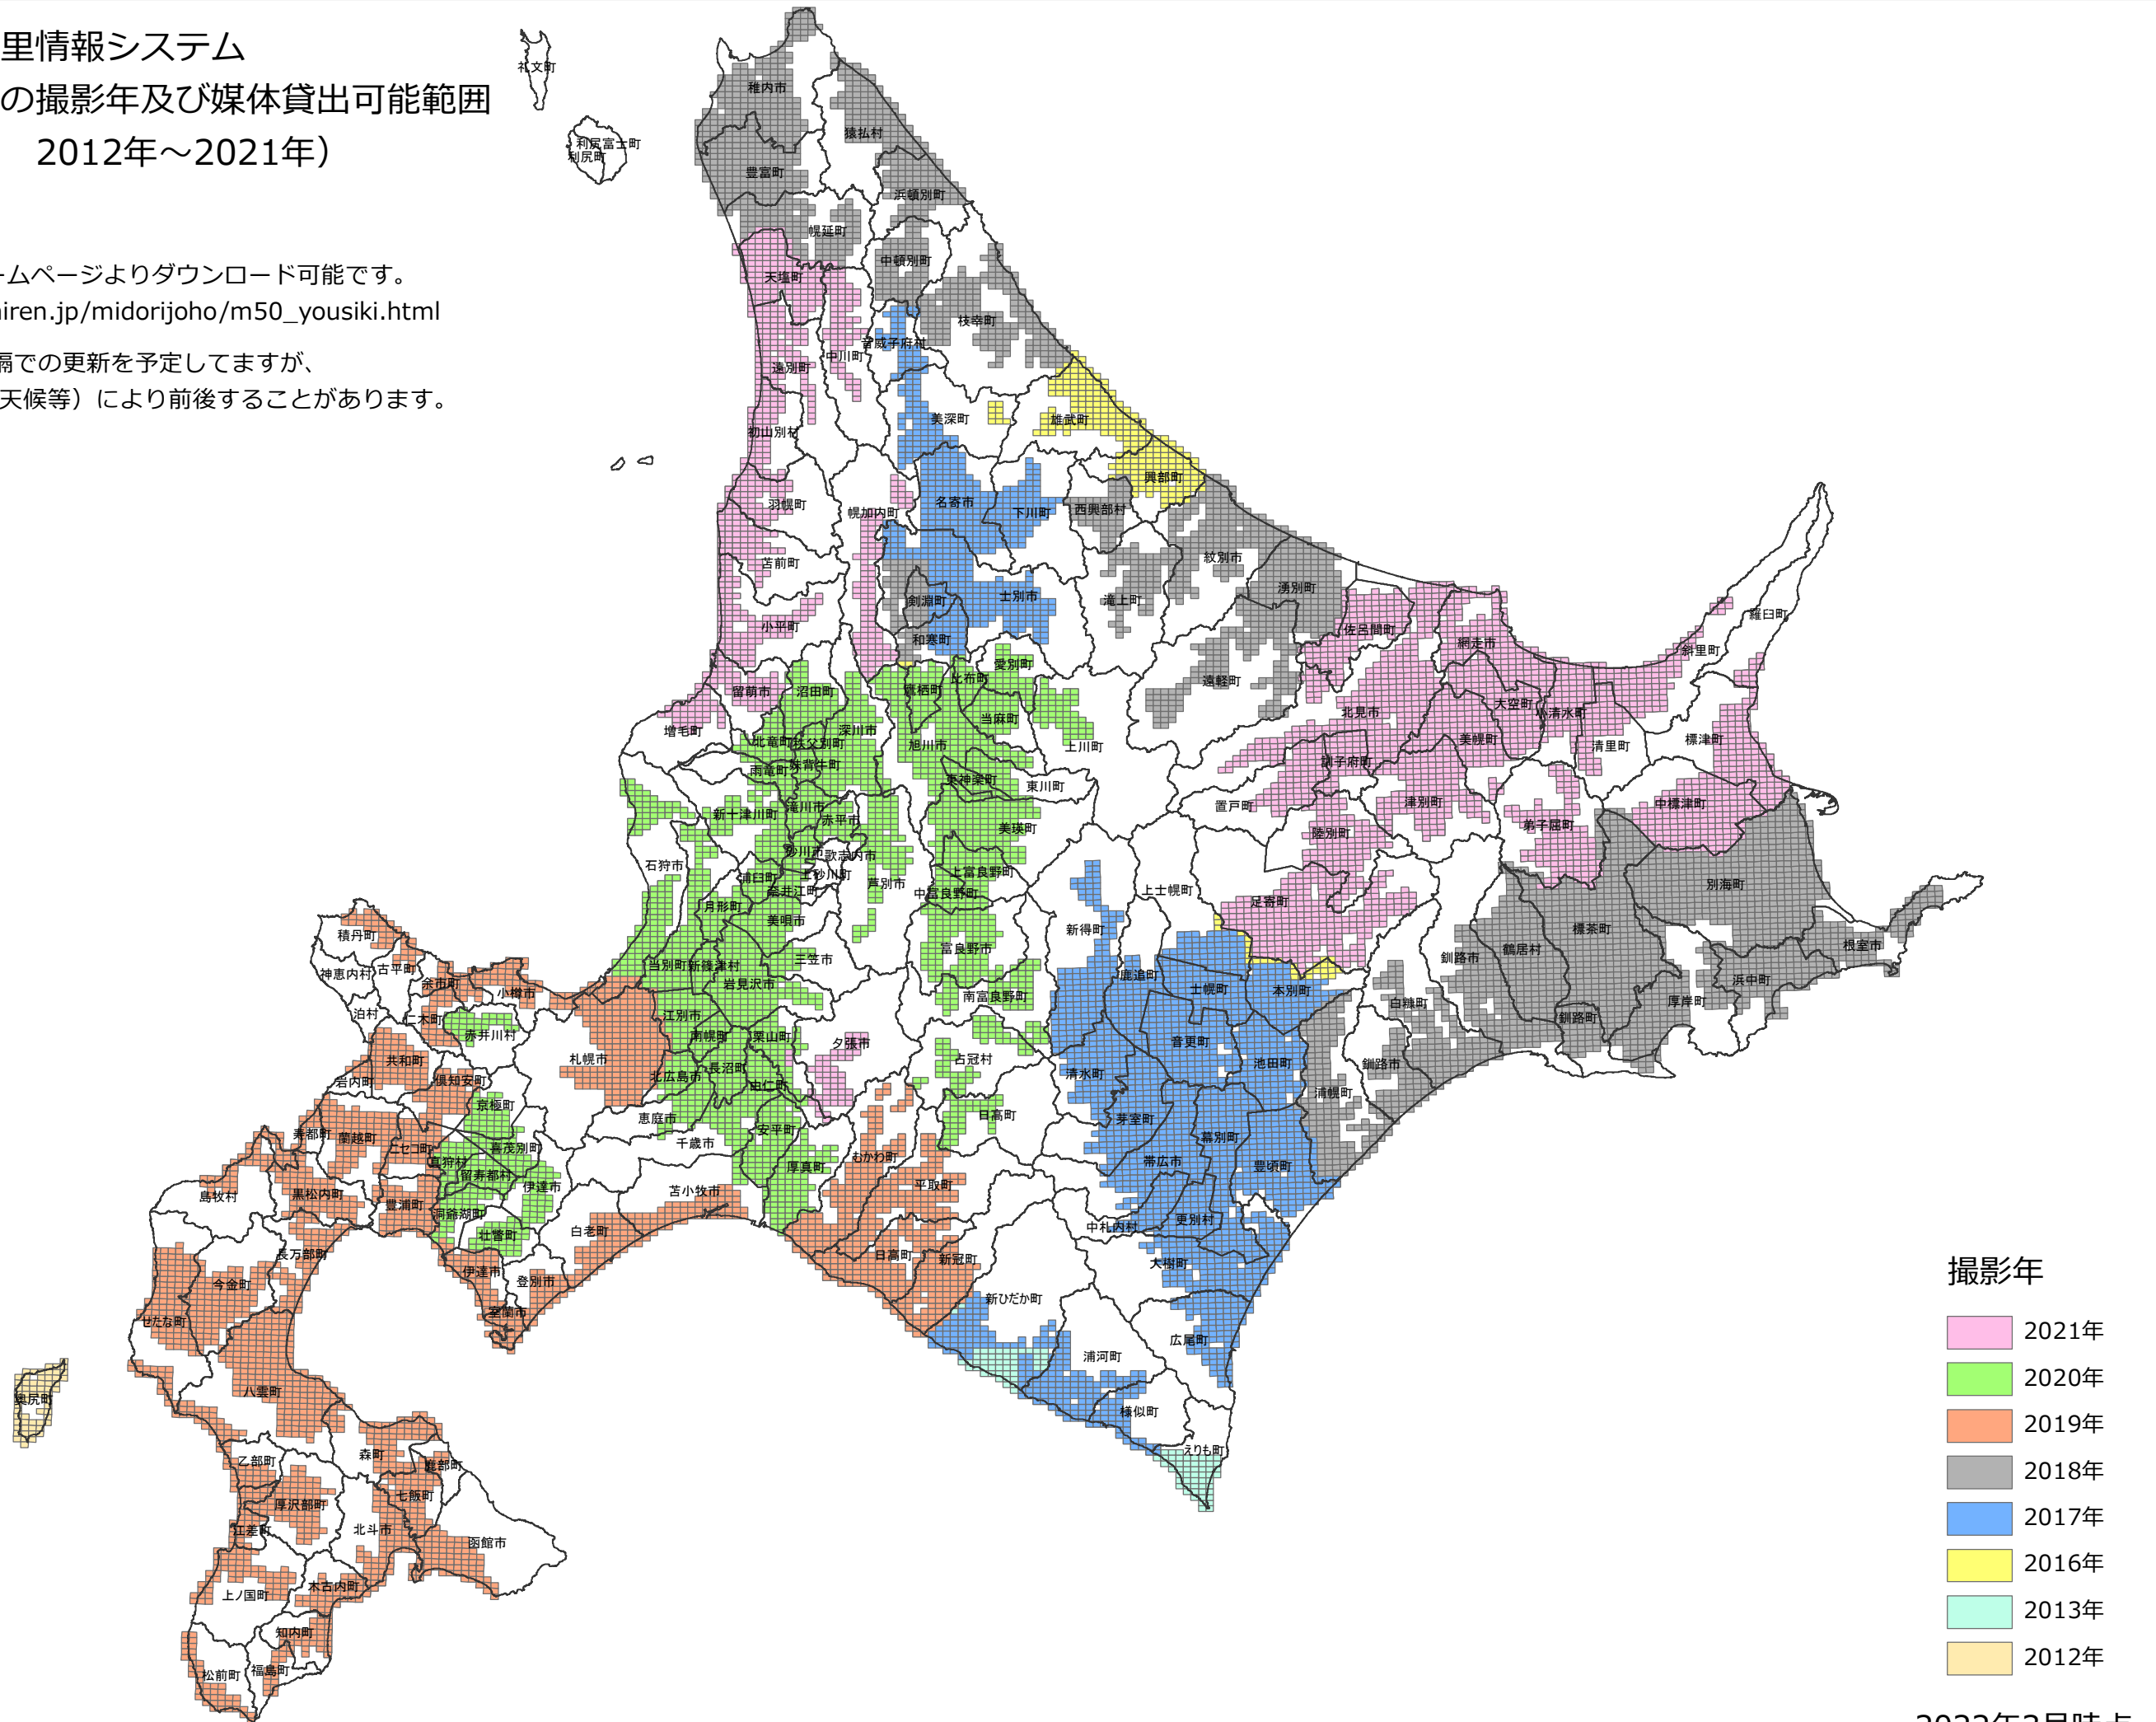 里情報システム
の撮影年及び媒体貸出可能範囲
2012年～2021年）
ームページよりダウンロード可能です。
iren.jp/midorijoho/m50_yousiki.html
隔での更新を予定してますが、
天候等）により前後することがあります。
礼文町
利尻富士町
利尻町
稚内市
猿払村
豊富町
浜頓別町
幌延町
中頓別町
天塩町
枝幸町
音威子府村
中川町
遠別町
美深町
雄武町
初山別村
興部町
羽幌町
幌加内町
名寄市
下川町
西興部村
苫前町
紋別市
湧別町
剣淵町
士別市
滝上町
小平町
和寒町
佐呂間町
網走市
羅臼町
斜里町
愛別町
比布町
鷹栖町
遠軽町
留萌市
沼田町
当麻町
北見市
大空町
小清水町
増毛町
深川市
北竜町
秩父別町
旭川市
上川町
美幌町
清里町
標津町
妹背牛町
雨竜町
訓子府町
東神楽町
東川町
新十津川町
滝川市
赤平市
置戸町
津別町
中標津町
美瑛町
陸別町
弟子屈町
砂川市
歌志内市
石狩市
上砂川町
浦臼町
奈井江町
芦別市
上富良野町
中富良野町
上士幌町
別海町
月形町
美唄市
足寄町
積丹町
新得町
標茶町
富良野市
鶴居村
根室市
神恵内村
古平町
当別町
新篠津村
三笠市
釧路市
余市町
小樽市
岩見沢市
南富良野町
鹿追町
士幌町
本別町
浜中町
泊村
仁木町
赤井川村
江別市
白糠町
厚岸町
釧路町
南幌町
栗山町
夕張市
音更町
共和町
札幌市
占冠村
池田町
釧路市
岩内町
倶知安町
北広島市
長沼町
由仁町
清水町
浦幌町
京極町
恵庭市
日高町
芽室町
寿都町
蘭越町
ニセコ町
喜茂別町
千歳市
安平町
幕別町
真狩村
留寿都村
厚真町
むかわ町
帯広市
豊頃町
島牧村
黒松内町
豊浦町
伊達市
苫小牧市
平取町
洞爺湖町
壮瞥町
白老町
中札内村
更別村
長万部町
日高町
新冠町
大樹町
今金町
伊達市
登別市
新ひだか町
せたな町
室蘭市
広尾町
浦河町
奥尻町
八雲町
様似町
森町
えりも町
乙部町
鹿部町
厚沢部町
七飯町
江差町
北斗市
函館市
上ノ国町
木古内町
知内町
松前町
福島町
撮影年
2021年
2020年
2019年
2018年
2017年
2016年
2013年
2012年